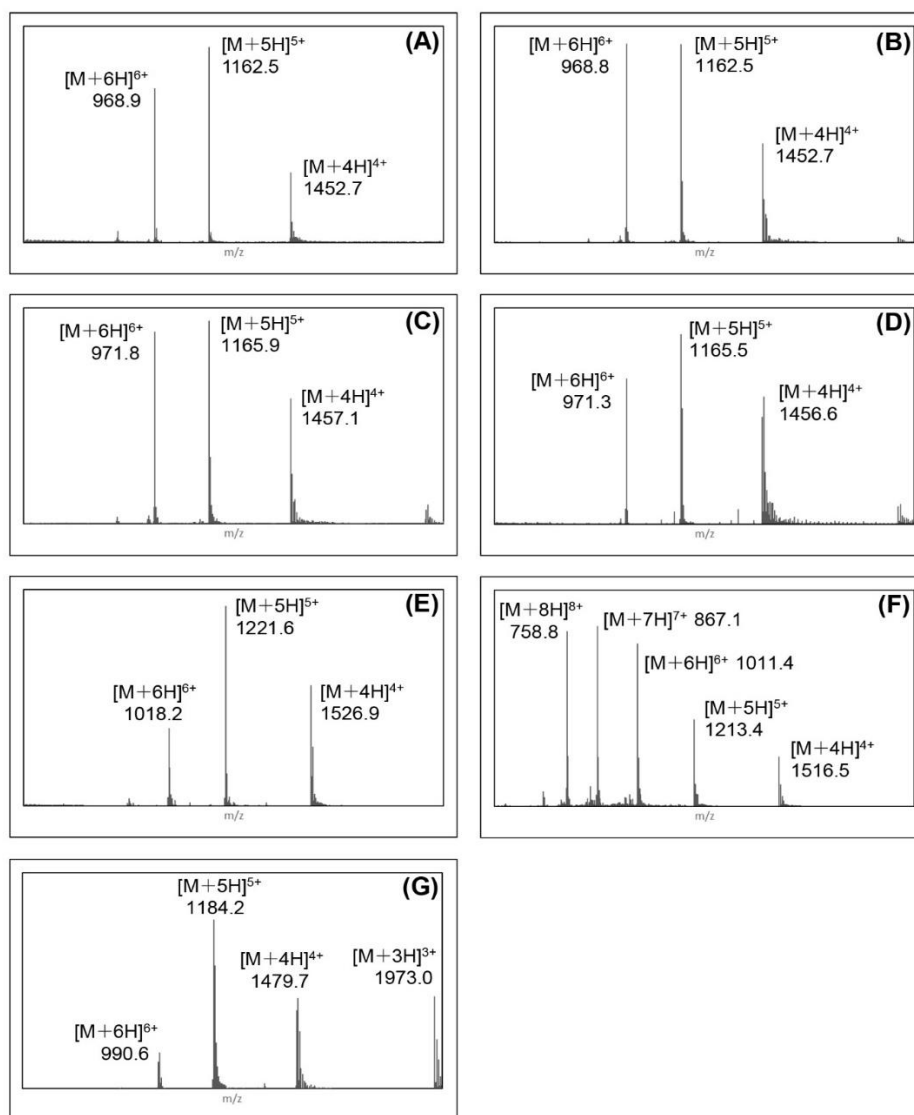 (A)
[M+5H]5+
1162.5
[M+6H]6+
968.9
[M+4H]4+
1452.7
m/z
(B)
[M+6H]6+
968.8
[M+5H]5+
1162.5
[M+4H]4+
1452.7
m/z
(C)
[M+5H]5+
1165.9
[M+6H]6+
971.8
[M+4H]4+
1457.1
m/z
(D)
[M+5H]5+
1165.5
[M+6H]6+
971.3
[M+4H]4+
1456.6
m/z
(E)
[M+5H]5+
1221.6
[M+6H]6+
1018.2
[M+4H]4+
1526.9
m/z
(F)
[M+8H]8+
758.8
[M+7H]7+ 867.1
[M+6H]6+ 1011.4
[M+5H]5+
1213.4
[M+4H]4+
1516.5
m/z
(G)
[M+5H]5+
1184.2
[M+4H]4+
1479.7
[M+3H]3+
1973.0
[M+6H]6+
990.6
m/z